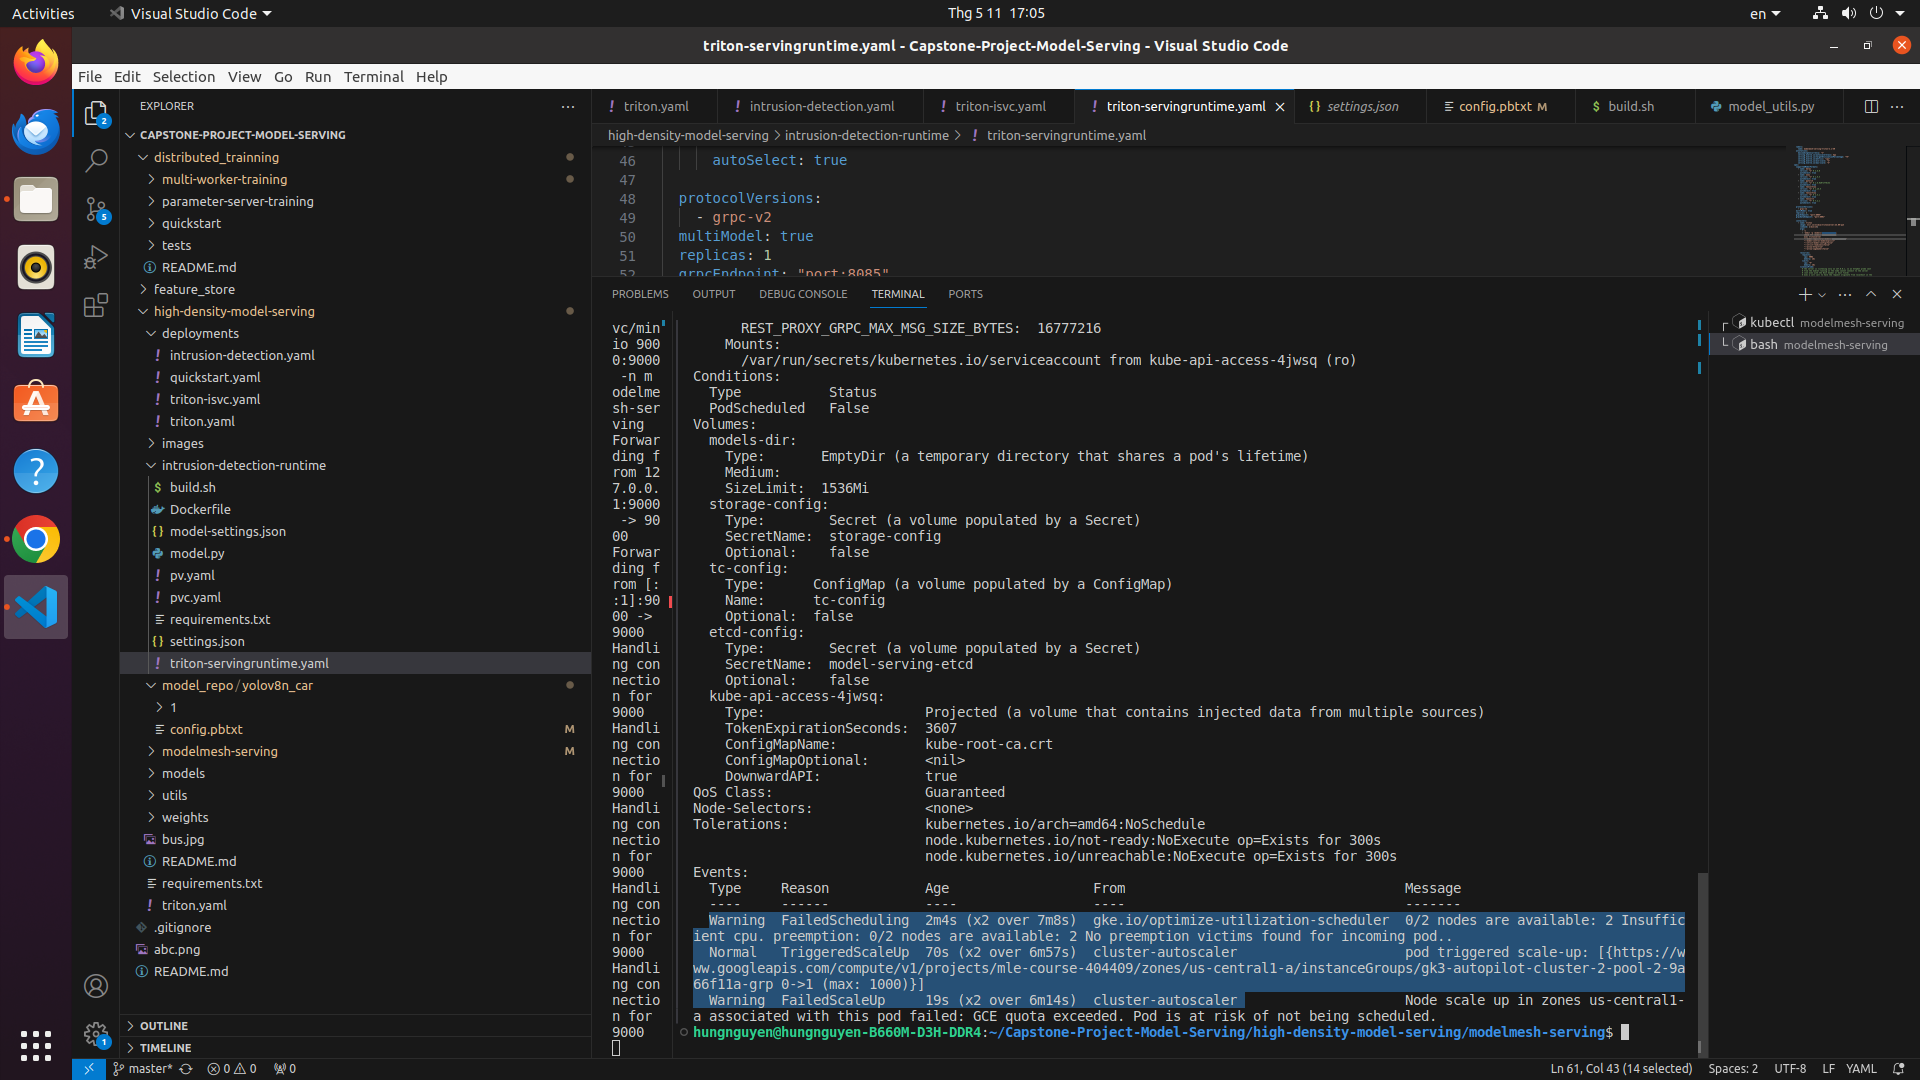 Activities
Visual Studio Code
Thg 5 11 17:05
en
triton-servingruntime.yaml - Capstone-Project-Model-Serving - Visual Studio Code
File Edit Selection View Go Run Terminal Help
EXPLORER
CAPSTONE-PROJECT-MODEL-SERVING
distributed_trainning
multi-worker-training
parameter-server-training
quickstart
tests
README.md
feature_store
high-density-model-serving
deployments
intrusion-detection.yaml
quickstart.yaml
triton-isvc.yaml
triton.yaml
images
intrusion-detection-runtime
build.sh
Dockerfile
model-settings.json
model.py
pv.yaml
pvc.yaml
requirements.txt
settings.json
triton-servingruntime.yaml
model_repo/yolov8n_car
1
config.pbtxt M
modelmesh-serving M
models
utils
weights
bus.jpg
README.md
requirements.txt
triton.yaml
.gitignore
abc.png
README.md
OUTLINE
TIMELINE
triton.yaml intrusion-detection.yaml triton-isvc.yaml triton-servingruntime.yaml settings.json config.pbtxt M build.sh model_utils.py
high-density-model-serving > intrusion-detection-runtime > triton-servingruntime.yaml
46 autoSelect: true
47
48 protocolVersions:
49 - grpc-v2
50 multiModel: true
51 replicas: 1
52 grpcEndpoint: "port:8085"
PROBLEMS OUTPUT DEBUG CONSOLE TERMINAL PORTS
vc/min
io 900
0:9000
-n m
odelme
sh-ser
ving
Forwar
ding f
rom 12
7.0.0.
1:9000
-> 90
00
Forwar
ding f
rom [:
:1]:90
00 ->
9000
Handli
ng con
nectio
n for
9000
Handli
ng con
nectio
n for
9000
Handli
ng con
nectio
n for
9000
Handli
ng con
nectio
n for
9000
Handli
ng con
nectio
n for
9000
REST_PROXY_GRPC_MAX_MSG_SIZE_BYTES: 16777216
Mounts:
/var/run/secrets/kubernetes.io/serviceaccount from kube-api-access-4jwsq (ro)
Conditions:
Type Status
PodScheduled False
Volumes:
models-dir:
Type: EmptyDir (a temporary directory that shares a pod's lifetime)
Medium:
SizeLimit: 1536Mi
storage-config:
Type: Secret (a volume populated by a Secret)
SecretName: storage-config
Optional: false
tc-config:
Type: ConfigMap (a volume populated by a ConfigMap)
Name: tc-config
Optional: false
etcd-config:
Type: Secret (a volume populated by a Secret)
SecretName: model-serving-etcd
Optional: false
kube-api-access-4jwsq:
Type: Projected (a volume that contains injected data from multiple sources)
TokenExpirationSeconds: 3607
ConfigMapName: kube-root-ca.crt
ConfigMapOptional: <nil>
DownwardAPI: true
QoS Class: Guaranteed
Node-Selectors: <none>
Tolerations: kubernetes.io/arch=amd64:NoSchedule
node.kubernetes.io/not-ready:NoExecute op=Exists for 300s
node.kubernetes.io/unreachable:NoExecute op=Exists for 300s
Events:
Type Reason Age From Message
---- ------ ---- ---- -------
Warning FailedScheduling 2m4s (x2 over 7m8s) gke.io/optimize-utilization-scheduler 0/2 nodes are available: 2 Insuffic
ient cpu. preemption: 0/2 nodes are available: 2 No preemption victims found for incoming pod..
Normal TriggeredScaleUp 70s (x2 over 6m57s) cluster-autoscaler pod triggered scale-up: [{https://w
ww.googleapis.com/compute/v1/projects/mle-course-404409/zones/us-central1-a/instanceGroups/gk3-autopilot-cluster-2-pool-2-9a
66f11a-grp 0->1 (max: 1000)}]
Warning FailedScaleUp 19s (x2 over 6m14s) cluster-autoscaler Node scale up in zones us-central1-
a associated with this pod failed: GCE quota exceeded. Pod is at risk of not being scheduled.
hungnguyen@hungnguyen-B660M-D3H-DDR4:~/Capstone-Project-Model-Serving/high-density-model-serving/modelmesh-serving$
kubectl modelmesh-serving
bash modelmesh-serving
2
5
1
master* 0 0 0
Ln 61, Col 43 (14 selected) Spaces: 2 UTF-8 LF YAML